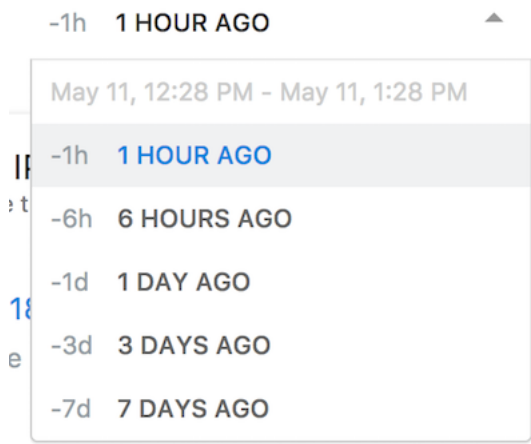 -1h 1 HOUR AGO
May 11, 12:28 PM - May 11, 1:28 PM
-1h 1 HOUR AGO
-6h 6 HOURS AGO
-1d 1 DAY AGO
18
-3d 3 DAYS AGO
-7d 7 DAYS AGO